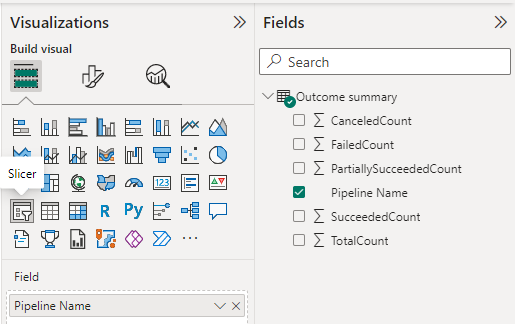 Visualizations
Build visual
Slicer
123
R
Py
Field
Pipeline Name
Fields
Search
Outcome summary
CanceledCount
FailedCount
PartiallySucceededCount
Pipeline Name
SucceededCount
TotalCount